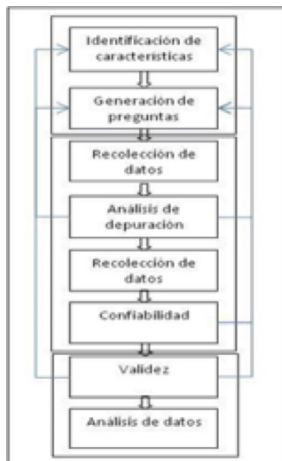 Identificación de
características
Generación de
preguntas
Recolección de
datos
Análisis de
depuración
Recolección de
datos
Confiabilidad
Validez
Análisis de datos